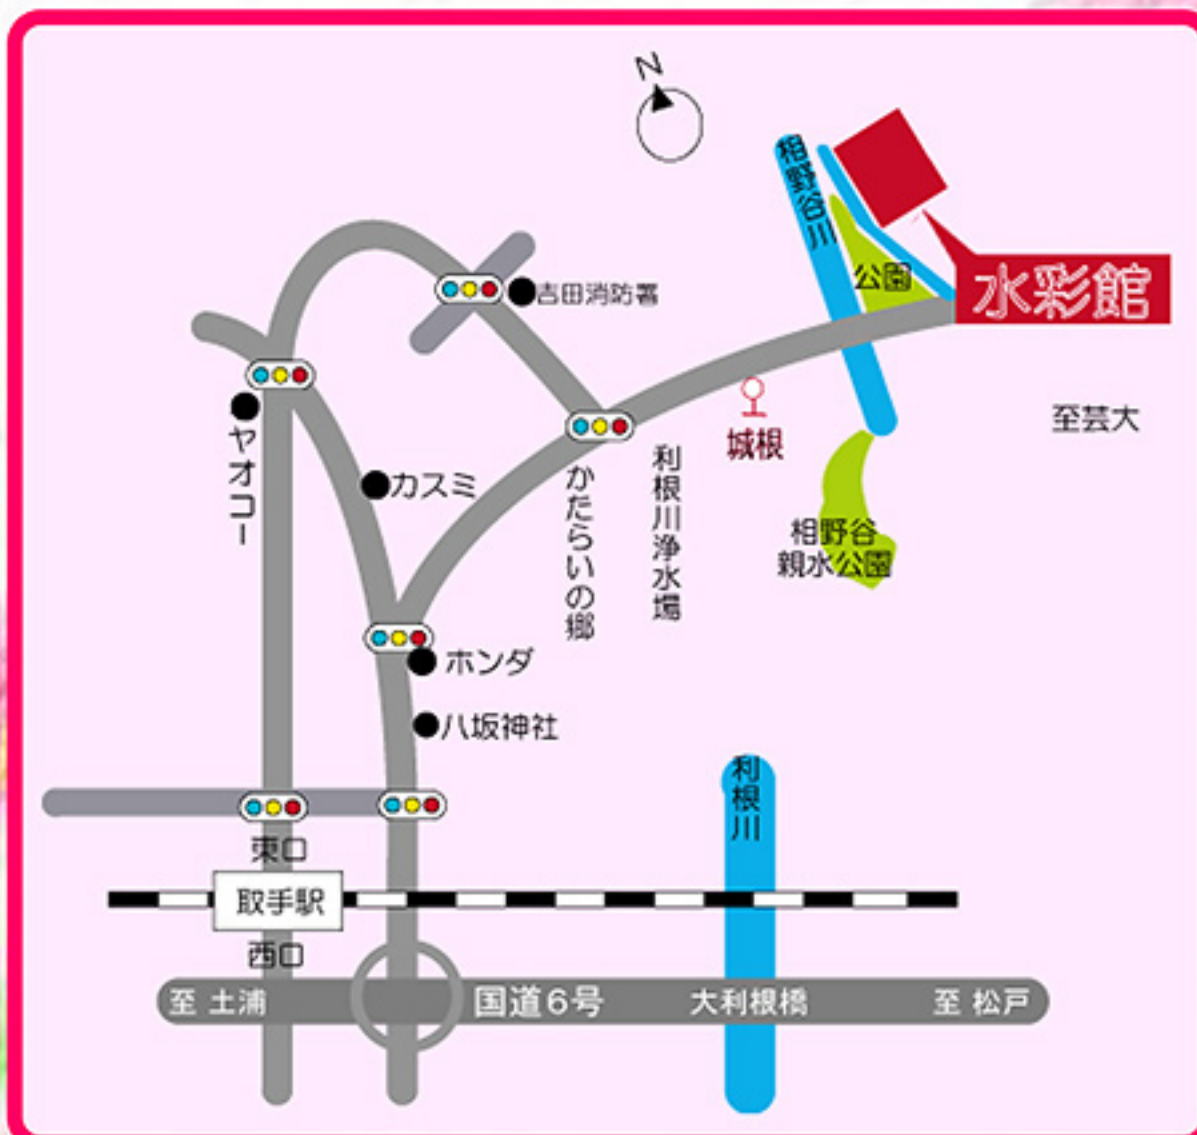 N
相野谷川
公園
水彩館
吉田消防署
至芸大
城根
ヤオコー
カスミ
かたらいの郷
利根川浄水場
相野谷
親水公園
ホンダ
八坂神社
利根川
東口
取手駅
西口
至 土浦
国道6号
大利根橋
至 松戸